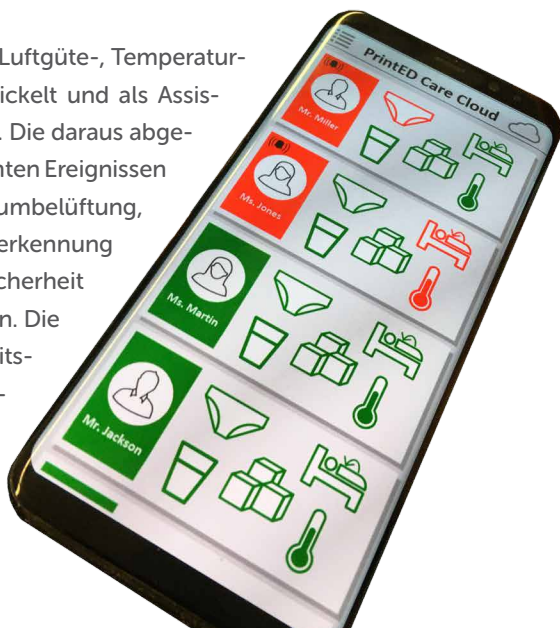 Luftgüte-, Temperatur-
ickelt und als Assis-
. Die daraus abge-
nten Ereignissen
umbelüftung,
erkennung
cherheit
n. Die
its-
-
PrintED Care Cloud
Mr. Miller
Ms. Jones
Ms. Martin
Mr. Jackson